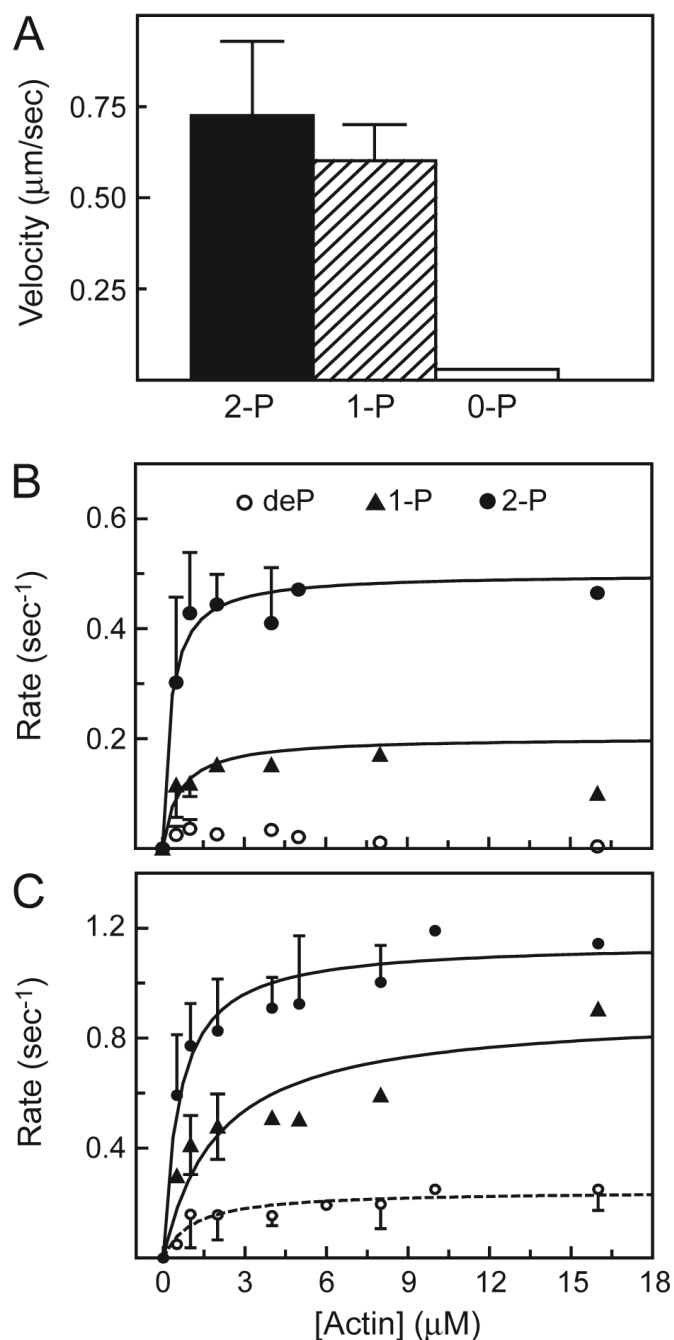 A
Velocity (μm/sec)
0.75
0.50
0.25
2-P 1-P 0-P
B
deP 1-P 2-P
Rate (sec-1)
0.6
0.4
0.2
C
Rate (sec-1)
1.2
0.8
0.4
0 3 6 9 12 15 18
[Actin] (μM)